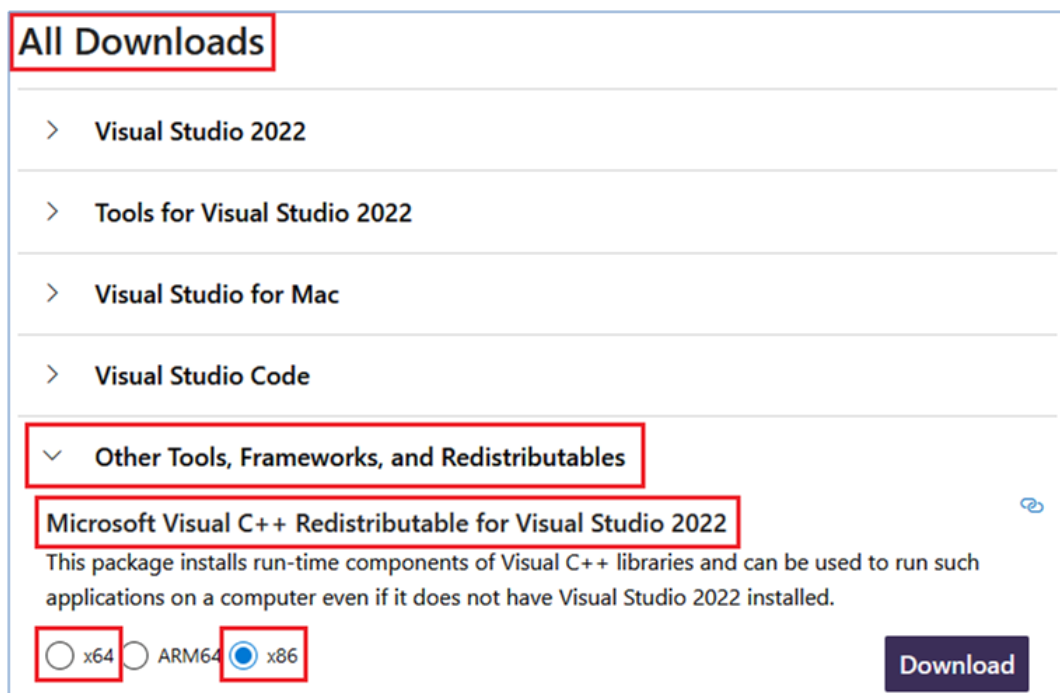 All Downloads
Visual Studio 2022
Tools for Visual Studio 2022
Visual Studio for Mac
Visual Studio Code
Other Tools, Frameworks, and Redistributables
Microsoft Visual C++ Redistributable for Visual Studio 2022
This package installs run-time components of Visual C++ libraries and can be used to run such
applications on a computer even if it does not have Visual Studio 2022 installed.
x64 ARM64 x86 Download